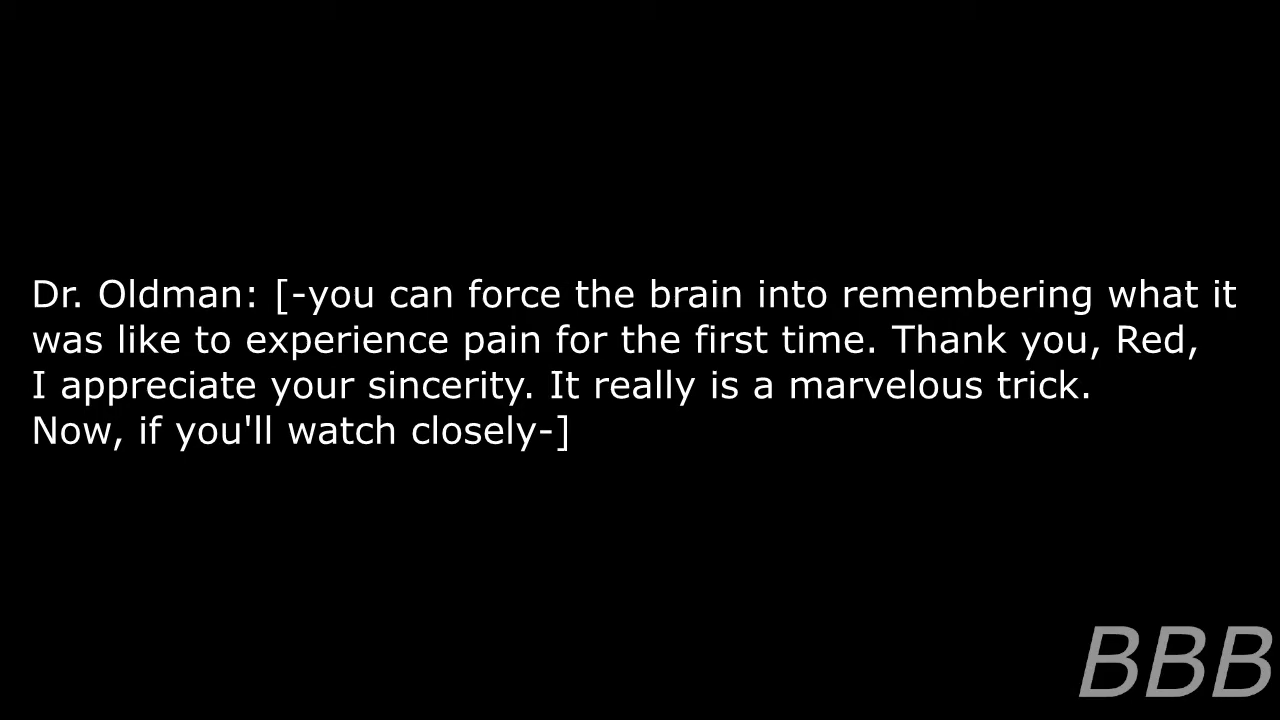 Dr. Oldman: [-you can force the brain into remembering what it
was like to experience pain for the first time. Thank you, Red,
I appreciate your sincerity. It really is a marvelous trick.
Now, if you'll watch closely-]
BBB